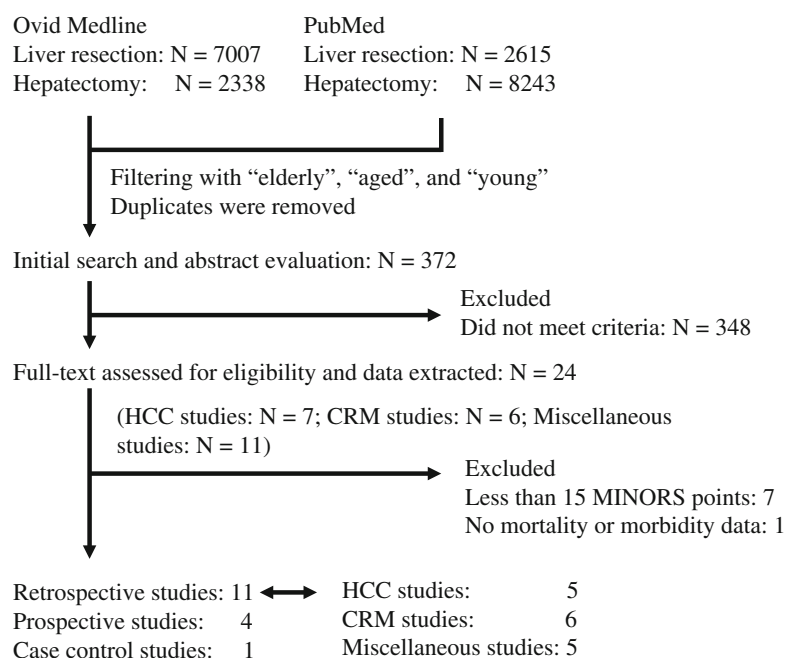 Ovid Medline
Liver resection: N = 7007
Hepatectomy: N = 2338
PubMed
Liver resection: N = 2615
Hepatectomy: N = 8243
Filtering with “elderly”, “aged”, and “young”
Duplicates were removed
Initial search and abstract evaluation: N = 372
Excluded
Did not meet criteria: N = 348
Full-text assessed for eligibility and data extracted: N = 24
(HCC studies: N = 7; CRM studies: N = 6; Miscellaneous
studies: N = 11)
Excluded
Less than 15 MINORS points: 7
No mortality or morbidity data: 1
Retrospective studies: 11
Prospective studies: 4
Case control studies: 1
HCC studies: 5
CRM studies: 6
Miscellaneous studies: 5